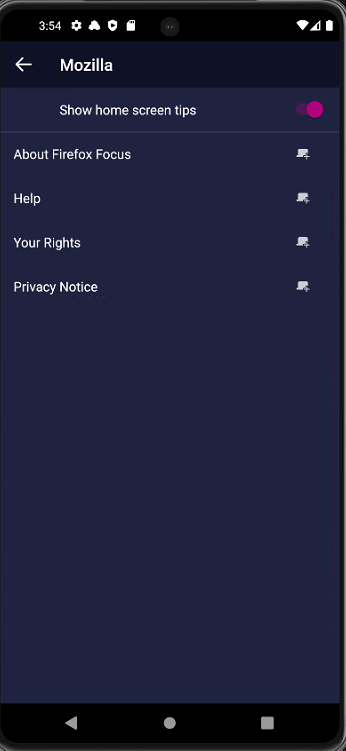 3:54
Mozilla
Show home screen tips
About Firefox Focus
Help
Your Rights
Privacy Notice